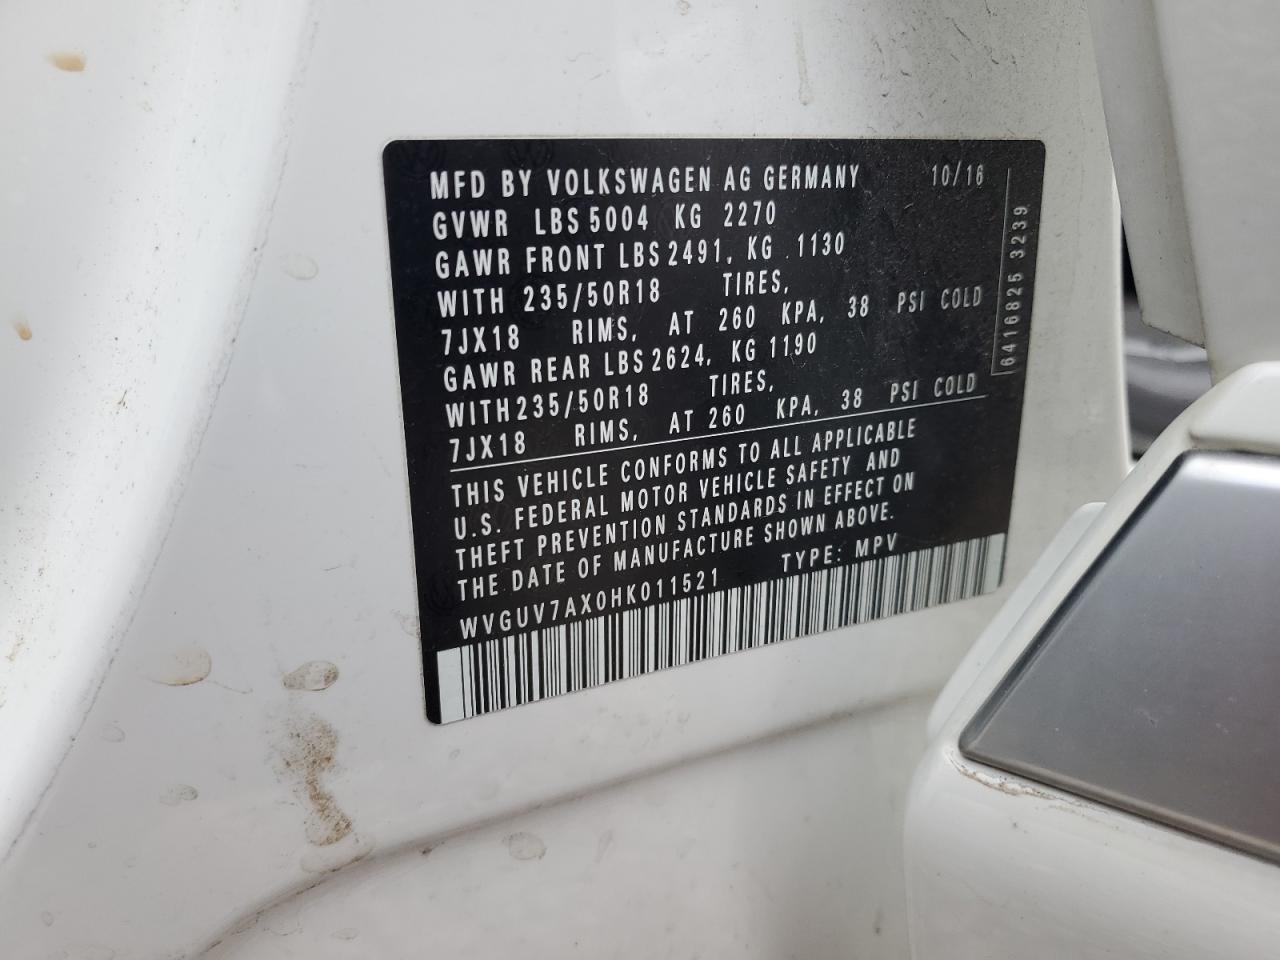 MFD BY VOLKSWAGEN AG GERMANY 10/16
GVWR LBS 5004 KG 2270
GAWR FRONT LBS 2491, KG 1130
WITH 235/50R18 TIRES,
7JX18 RIMS, AT 260 KPA, 38 PSI COLD
GAWR REAR LBS 2624, KG 1190
WITH 235/50R18 TIRES,
7JX18 RIMS, AT 260 KPA, 38 PSI COLD
THIS VEHICLE CONFORMS TO ALL APPLICABLE
U.S. FEDERAL MOTOR VEHICLE SAFETY AND
THEFT PREVENTION STANDARDS IN EFFECT ON
THE DATE OF MANUFACTURE SHOWN ABOVE.
WVGUV7AX0HK011521 TYPE: MPV
6416825 3239